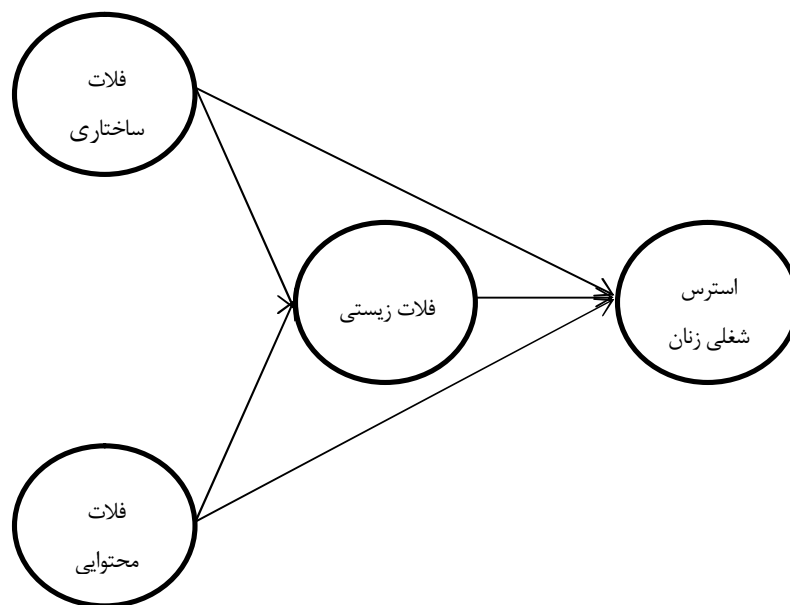 فلات
ساختاری
فلات زیستی
استرس
شغلی زنان
فلات
محتوایی